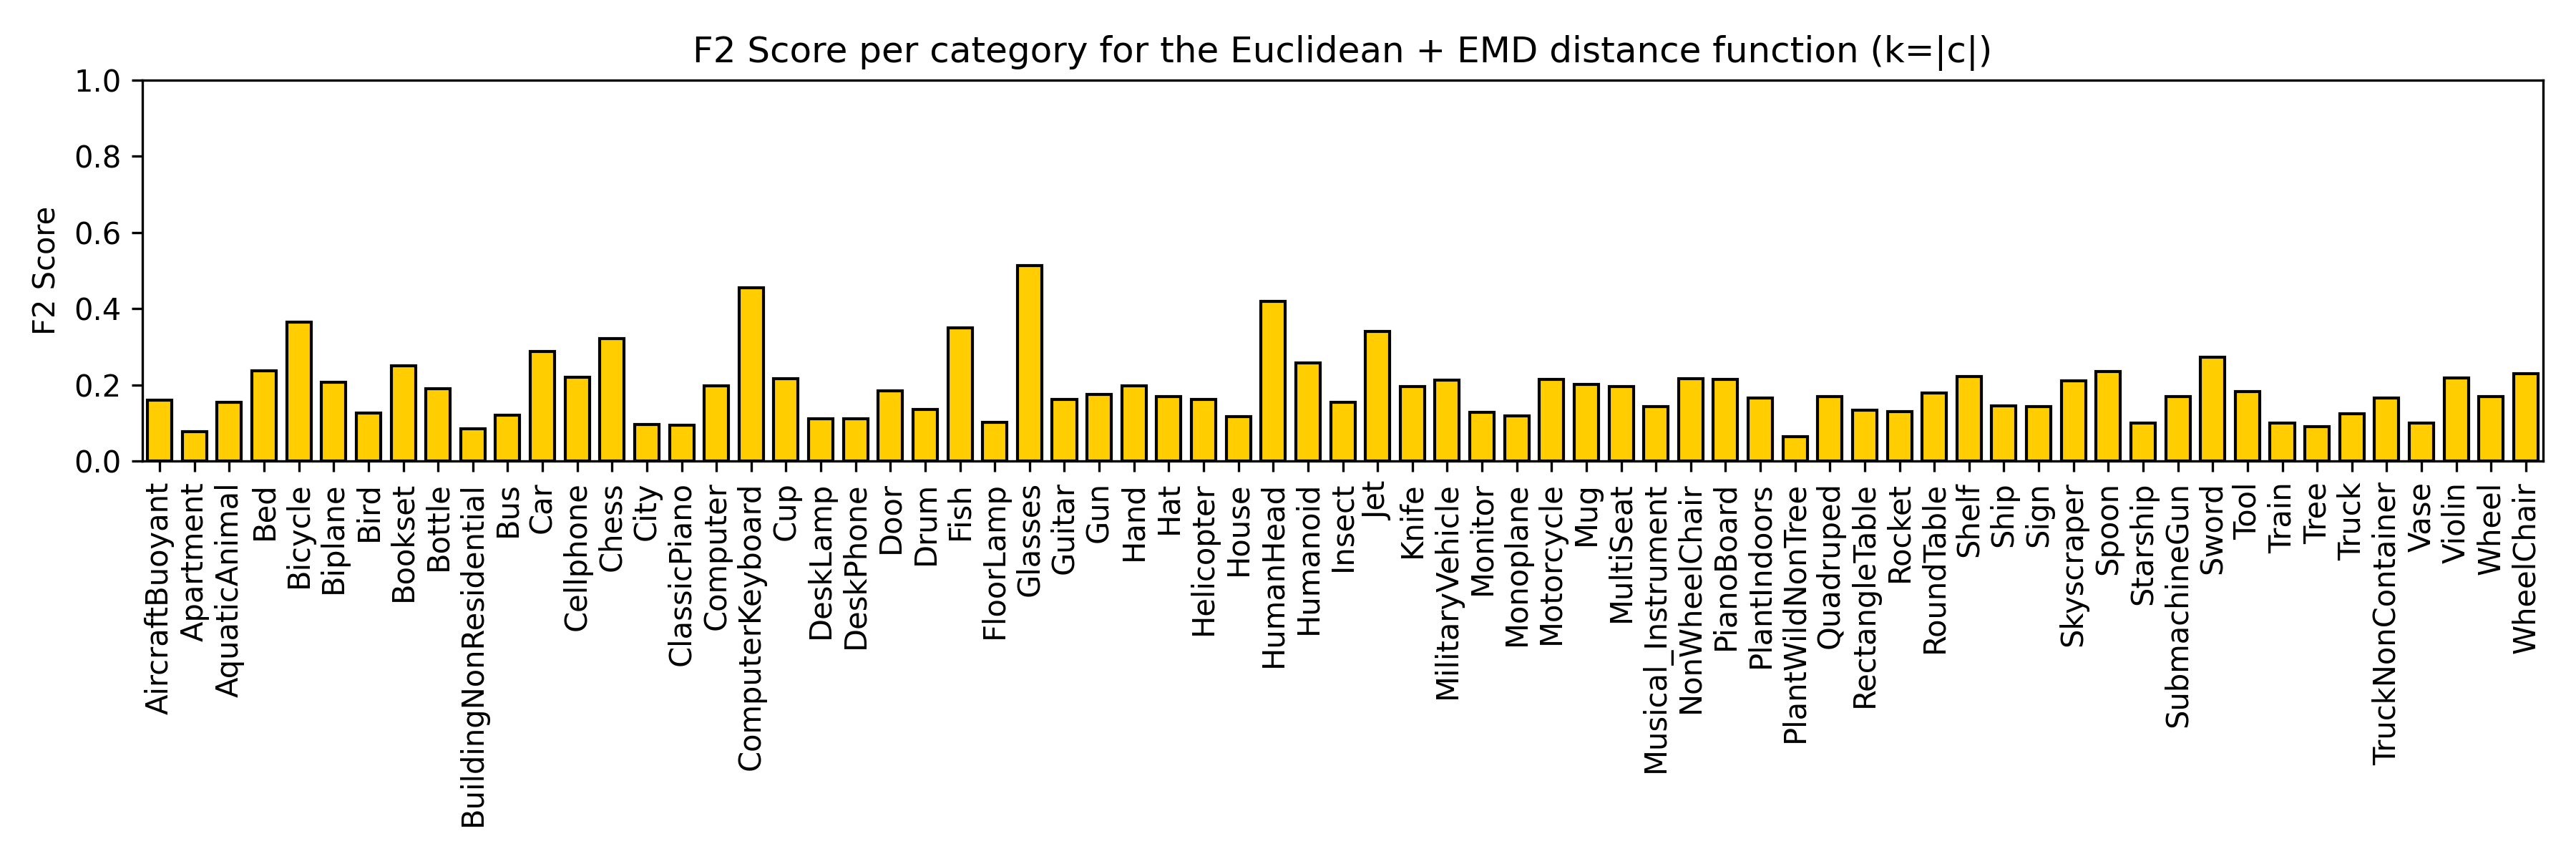 F2 Score per category for the Euclidean + EMD distance function (k=|c|)
F2 Score
1.0
0.8
0.6
0.4
0.2
0.0
AircraftBuoyant
Apartment
AquaticAnimal
Bed
Bicycle
Biplane
Bird
Bookset
Bottle
BuildingNonResidential
Bus
Car
Cellphone
Chess
City
ClassicPiano
Computer
ComputerKeyboard
Cup
DeskLamp
DeskPhone
Door
Drum
Fish
FloorLamp
Glasses
Guitar
Gun
Hand
Hat
Helicopter
House
HumanHead
Humanoid
Insect
Jet
Knife
MilitaryVehicle
Monitor
Monoplane
Motorcycle
Mug
MultiSeat
Musical_Instrument
NonWheelChair
PianoBoard
PlantIndoors
PlantWildNonTree
Quadruped
RectangleTable
Rocket
RoundTable
Shelf
Ship
Sign
Skyscraper
Spoon
Starship
SubmachineGun
Sword
Tool
Train
Tree
Truck
TruckNonContainer
Vase
Violin
Wheel
WheelChair